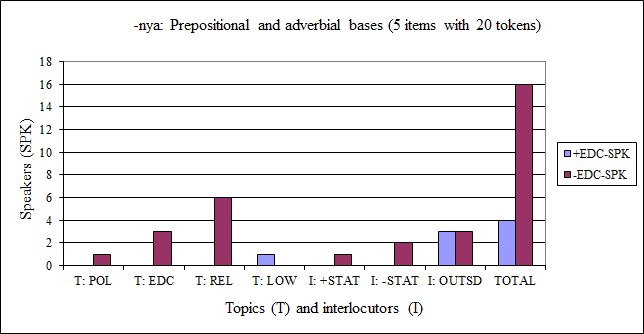 -nya: Prepositional and adverbial bases (5 items with 20 tokens)
18
16
14
12
10
8
6
4
2
0
Speakers (SPK)
T: POL T: EDC T: REL T: LOW I: +STAT I: -STAT I: OUTSD TOTAL
Topics (T) and interlocutors (I)
+EDC-SPK
-EDC-SPK